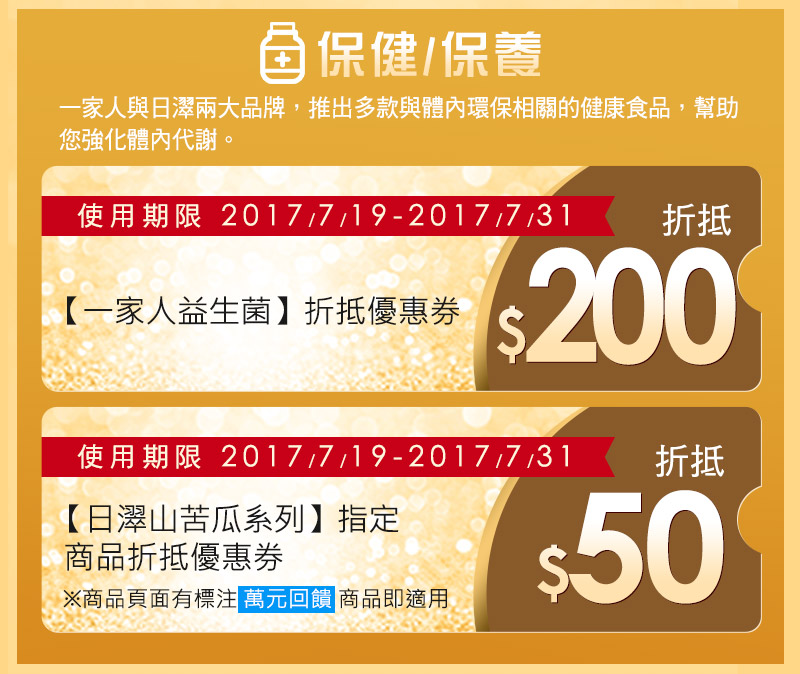 保健/保養
一家人與日濢兩大品牌，推出多款與體內環保相關的健康食品，幫助
您強化體內代謝。
使用期限 2017/7/19-2017/7/31
折抵
【一家人益生菌】折抵優惠券
$200
使用期限 2017/7/19-2017/7/31
折抵
【日濢山苦瓜系列】指定
商品折抵優惠券
$50
※商品頁面有標注 萬元回饋 商品即適用